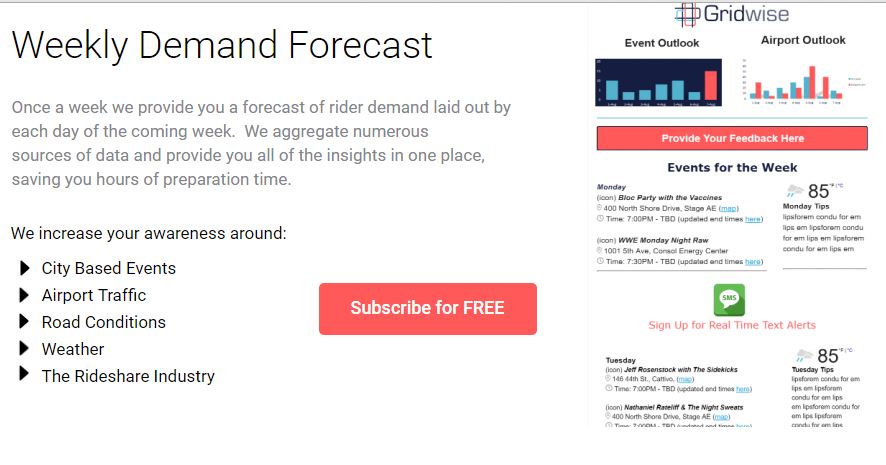 Weekly Demand Forecast
Once a week we provide you a forecast of rider demand laid out by
each day of the coming week. We aggregate numerous
sources of data and provide you all of the insights in one place,
saving you hours of preparation time.
We increase your awareness around:
City Based Events
Airport Traffic
Road Conditions
Weather
The Rideshare Industry
Subscribe for FREE
Gridwise
Event Outlook
Airport Outlook
Provide Your Feedback Here
Events for the Week
Monday
(icon) Bloc Party with the Vaccines
400 North Shore Drive, Stage AE (map)
Time: 7:00PM - TBD (updated end times here)
(icon) WWE Monday Night Raw
1001 5th Ave, Consol Energy Center
Time: 7:30PM - TBD (updated end times here)
85 °F | °C
Monday Tips
lipsforem condu for em
lips em lipsforem condu
for em lips em lipsforem
condu for em lips em
SMS
Sign Up for Real Time Text Alerts
Tuesday
(icon) Jeff Rosenstock with The Sidekicks
146 44th St., Cattivo, (map)
Time: 7:00PM - TBD (updated end times here)
(icon) Nathaniel Rateliff & The Night Sweats
400 North Shore Drive, Stage AE (map)
Time: 7:00PM - TBD (updated end times here)
85 °F | °C
Tuesday Tips
lipsforem condu for em
lips em lipsforem
condu for em lips
em lipsforem condu for
em lips em lipsforem
condu for em lips em